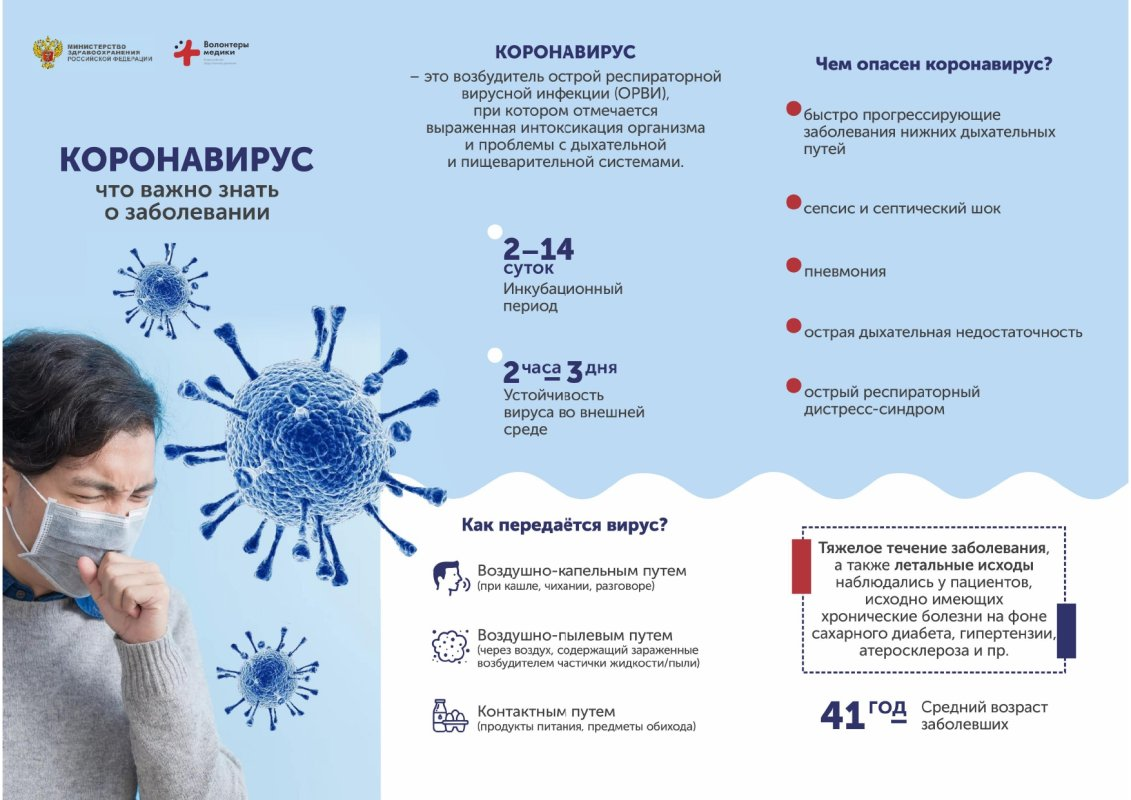 МИНИСТЕРСТВО
ЗДРАВООХРАНЕНИЯ
РОССИЙСКОЙ ФЕДЕРАЦИИ
Волонтеры
медики
КОРОНАВИРУС
что важно знать
о заболевании
КОРОНАВИРУС
– это возбудитель острой респираторной
вирусной инфекции (ОРВИ),
при котором отмечается
выраженная интоксикация организма
и проблемы с дыхательной
и пищеварительной системами.
2–14
суток
Инкубационный
период
2 часа – 3 дня
Устойчивость
вируса во внешней
среде
Чем опасен коронавирус?
быстро прогрессирующие
заболевания нижних дыхательных
путей
сепсис и септический шок
пневмония
острая дыхательная недостаточность
острый респираторный
дистресс-синдром
Как передаётся вирус?
Воздушно-капельным путем
(при кашле, чихании, разговоре)
Воздушно-пылевым путем
(через воздух, содержащий зараженные
возбудителем частички жидкости/пыли)
Контактным путем
(продукты питания, предметы обихода)
Тяжелое течение заболевания,
а также летальные исходы
наблюдались у пациентов,
исходно имеющих
хронические болезни на фоне
сахарного диабета, гипертензии,
атеросклероза и пр.
41 год
Средний возраст
заболевших